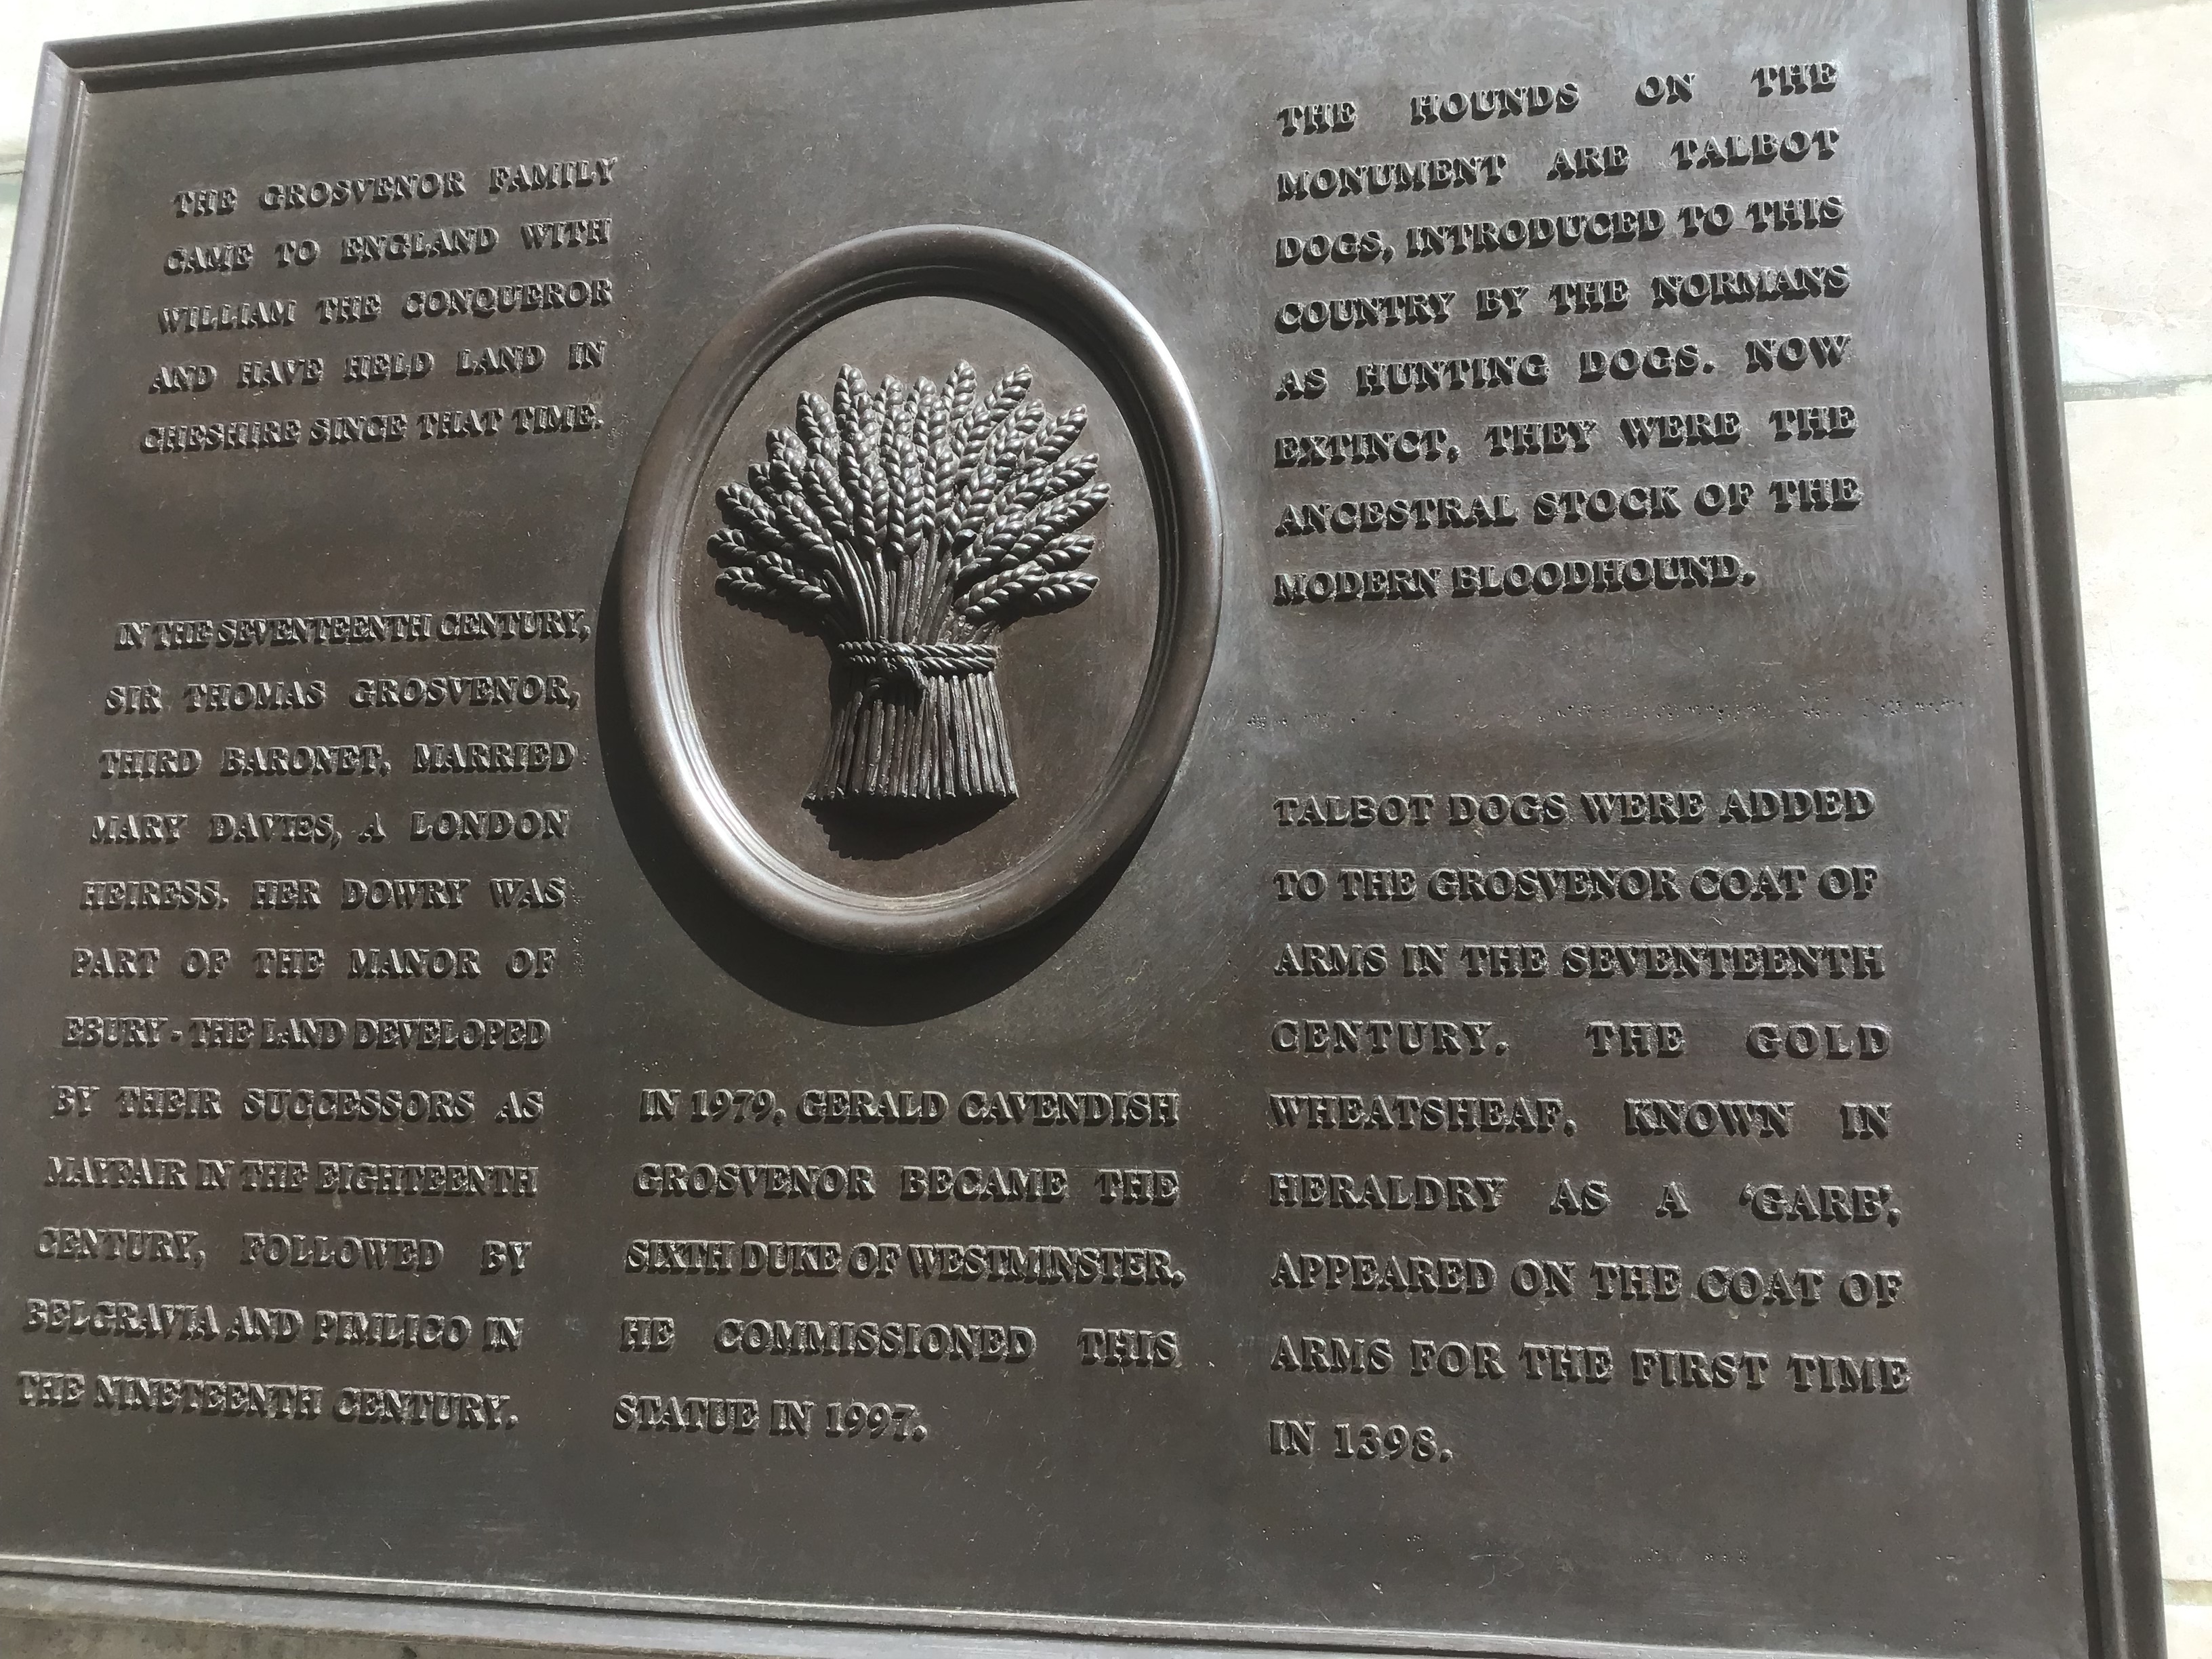 THE GROSVENOR FAMILY
CAME TO ENGLAND WITH
WILLIAM THE CONQUEROR
AND HAVE HELD LAND IN
CHESHIRE SINCE THAT TIME.
IN THE SEVENTEENTH CENTURY,
SIR THOMAS GROSVENOR,
THIRD BARONET, MARRIED
MARY DAVIES, A LONDON
HEIRESS. HER DOWRY WAS
PART OF THE MANOR OF
EBURY - THE LAND DEVELOPED
BY THEIR SUCCESSORS AS
MAYFAIR IN THE EIGHTEENTH
CENTURY, FOLLOWED BY
BELGRAVIA AND PIMLICO IN
THE NINETEENTH CENTURY.
IN 1979, GERALD CAVENDISH
GROSVENOR BECAME THE
SIXTH DUKE OF WESTMINSTER.
HE COMMISSIONED THIS
STATUE IN 1997.
THE HOUNDS ON THE
MONUMENT ARE TALBOT
DOGS, INTRODUCED TO THIS
COUNTRY BY THE NORMANS
AS HUNTING DOGS. NOW
EXTINCT, THEY WERE THE
ANCESTRAL STOCK OF THE
MODERN BLOODHOUND.
TALBOT DOGS WERE ADDED
TO THE GROSVENOR COAT OF
ARMS IN THE SEVENTEENTH
CENTURY. THE GOLD
WHEATSHEAF, KNOWN IN
HERALDRY AS A 'GARB',
APPEARED ON THE COAT OF
ARMS FOR THE FIRST TIME
IN 1398.